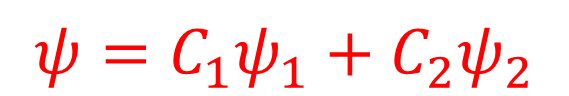 ψ = C₁ψ₁ + C₂ψ₂